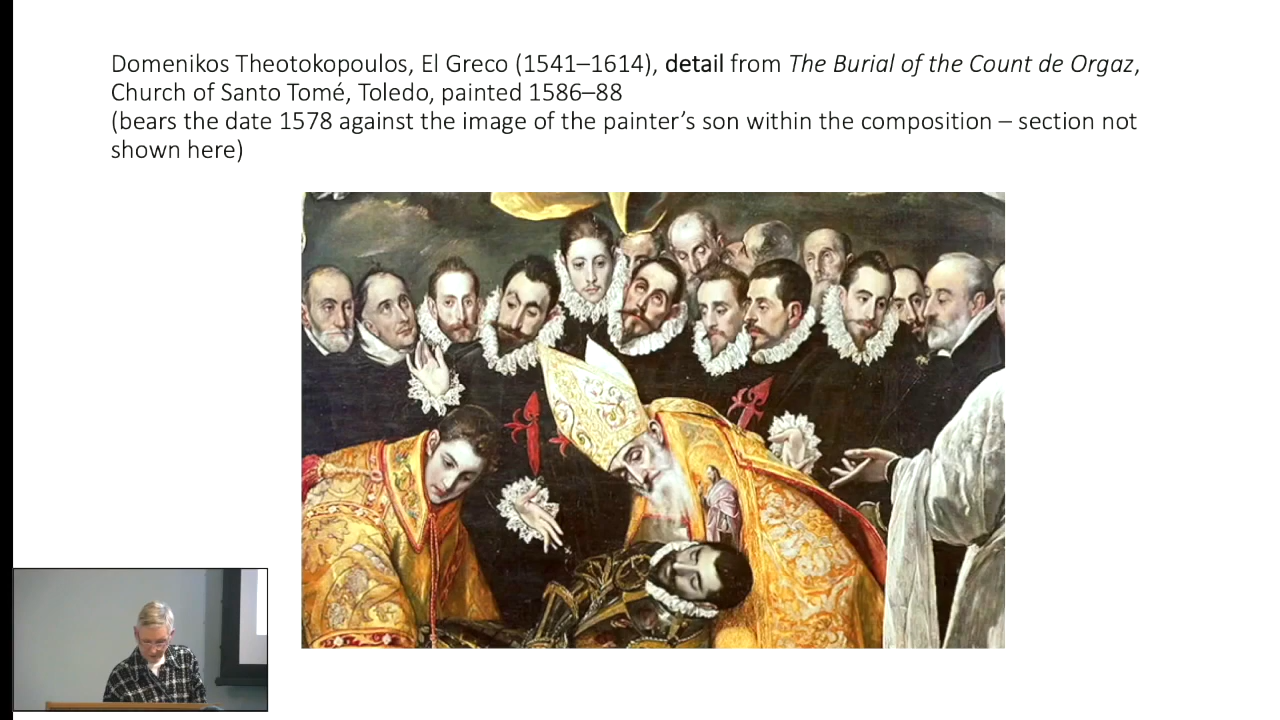 Domenikos Theotokopoulos, El Greco (1541–1614), detail from The Burial of the Count de Orgaz,
Church of Santo Tomé, Toledo, painted 1586–88
(bears the date 1578 against the image of the painter’s son within the composition – section not
shown here)